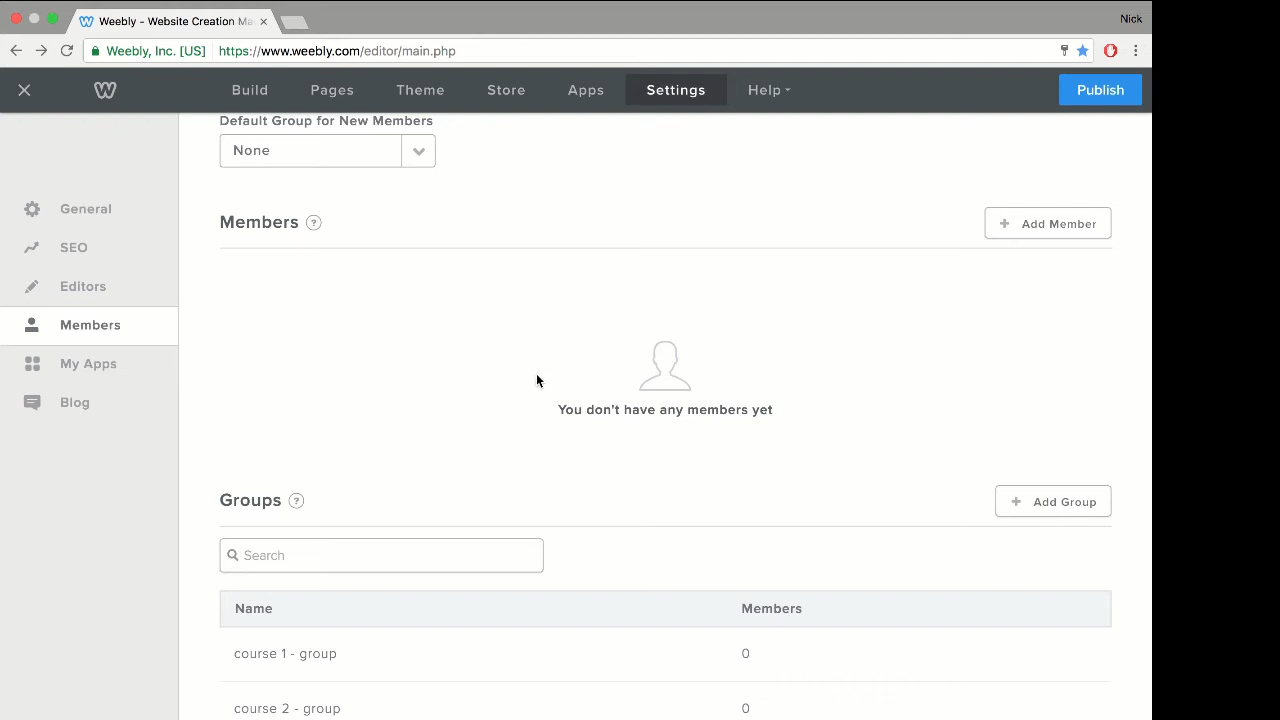 Weebly - Website Creation Ma
Nick
Weebly, Inc. [US] https://www.weebly.com/editor/main.php
Build Pages Theme Store Apps Settings Help Publish
Default Group for New Members
None
General
SEO
Editors
Members
My Apps
Blog
Members ?
+ Add Member
You don't have any members yet
Groups ?
+ Add Group
Search
Name Members
course 1 - group 0
course 2 - group 0